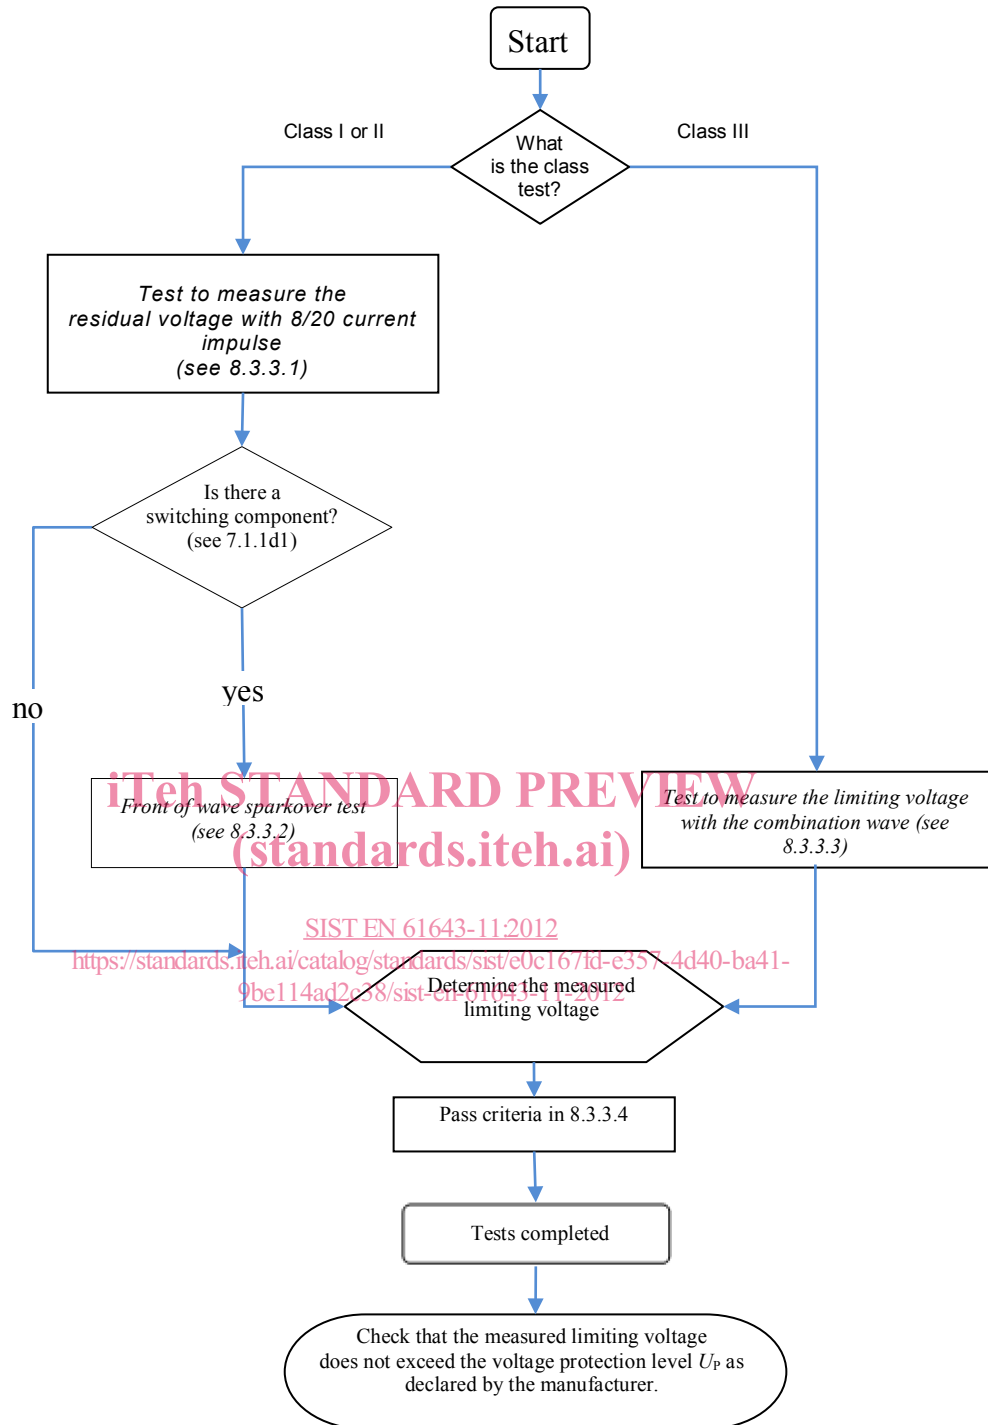 Start
Class I or II
Class III
What
is the class
test?
Test to measure the
residual voltage with 8/20 current
impulse
(see 8.3.3.1)
Is there a
switching component?
(see 7.1.1d1)
no
yes
iTeh STANDARD PREVIEW
(standards.iteh.ai)
Front of wave sparkover test
(see 8.3.3.2)
Test to measure the limiting voltage
with the combination wave (see
8.3.3.3)
SIST EN 61643-11:2012
https://standards.iteh.ai/catalog/standards/sist/e0c167fd-e357-4d40-ba41-
9be114ad2c38/sist-en-61643-11-2012
Determine the measured
limiting voltage
Pass criteria in 8.3.3.4
Tests completed
Check that the measured limiting voltage
does not exceed the voltage protection level UP as
declared by the manufacturer.